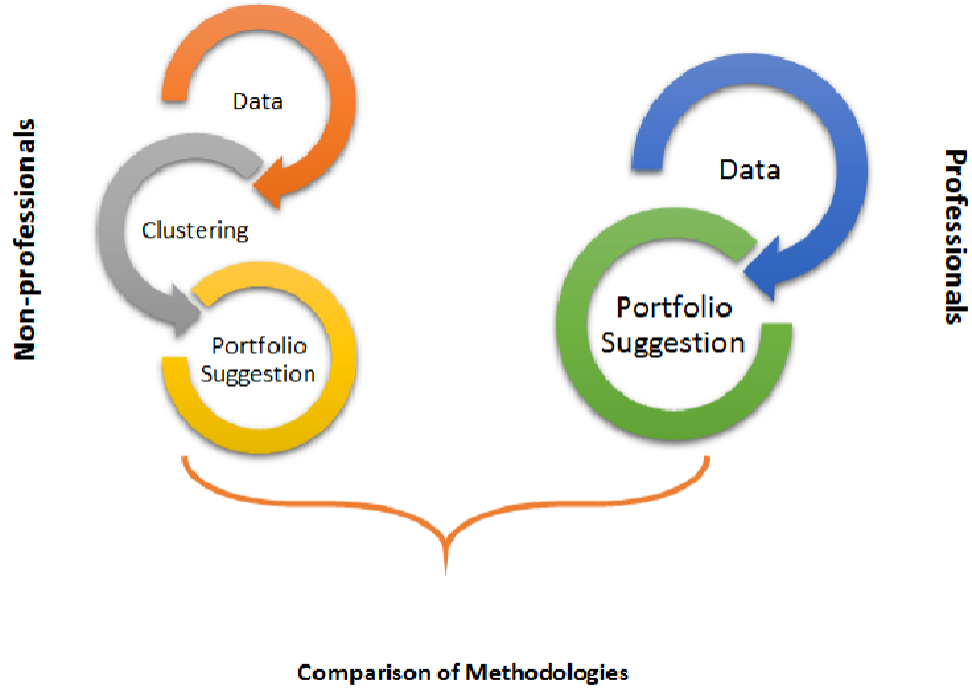 Non-professionals
Data
Clustering
Portfolio
Suggestion
Data
Portfolio
Suggestion
Professionals
Comparison of Methodologies